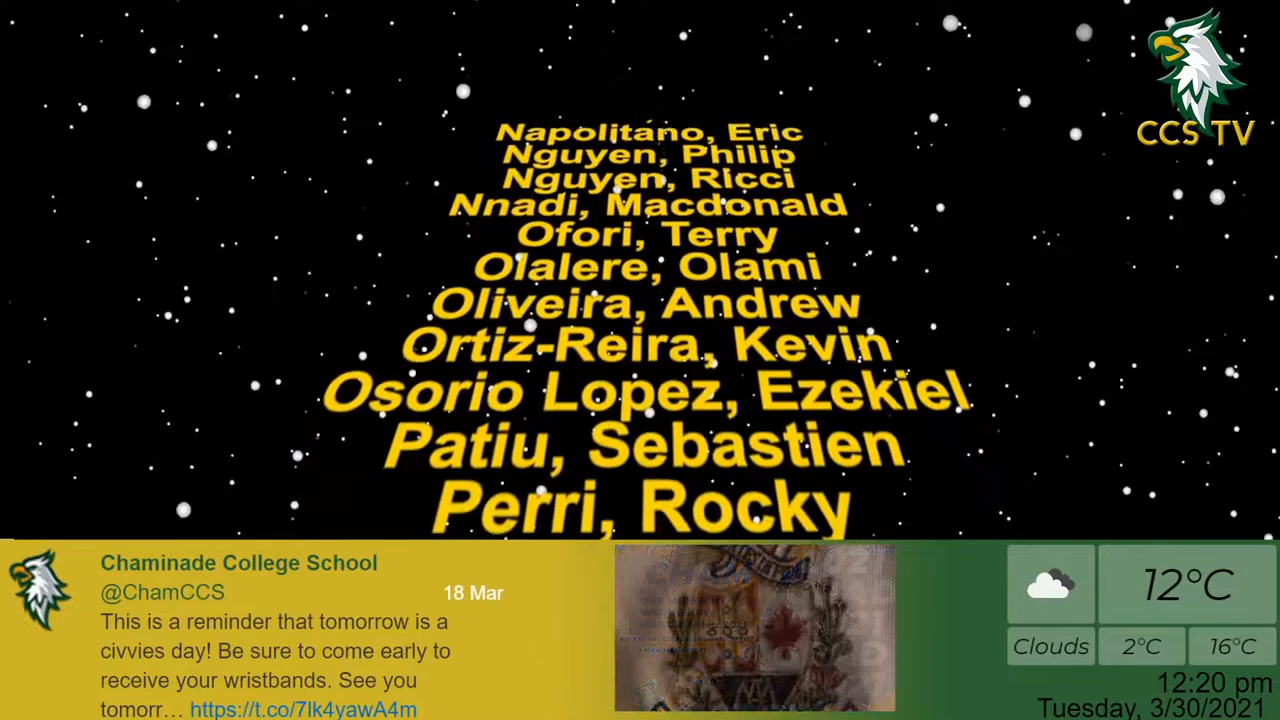 Napolitano, Eric
Nguyen, Philip
Nguyen, Ricci
Nnadi, Macdonald
Ofori, Terry
Olalere, Olami
Oliveira, Andrew
Ortiz-Reira, Kevin
Osorio Lopez, Ezekiel
Patiu, Sebastien
Perri, Rocky
CCS TV
Chaminade College School
@ChamCCS
18 Mar
This is a reminder that tomorrow is a
civvies day! Be sure to come early to
receive your wristbands. See you
tomorr… https://t.co/7lk4yawA4m
12°C
Clouds
2°C
16°C
12:20 pm
Tuesday, 3/30/2021